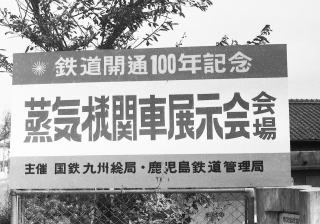 鉄道開通100年記念
蒸気機関車展示会会場
主催 国鉄九州総局・鹿児島鉄道管理局